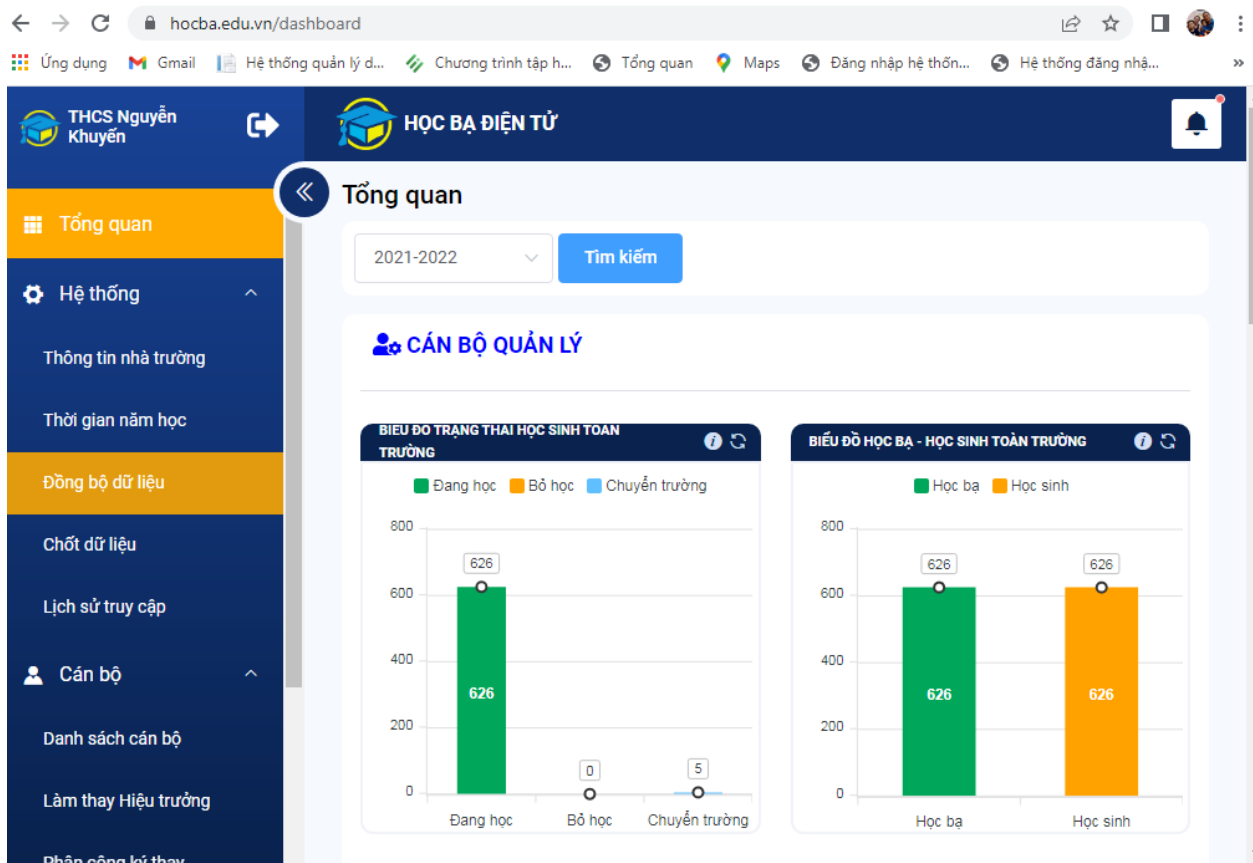 hocba.edu.vn/dashboard
Ứng dụng Gmail Hệ thống quản lý d... Chương trình tập h... Tổng quan Maps Đăng nhập hệ thốn... Hệ thống đăng nhậ... »
THCS Nguyễn
Khuyến
HỌC BẠ ĐIỆN TỬ
Tổng quan
Hệ thống
Thông tin nhà trường
Thời gian năm học
Đồng bộ dữ liệu
Chốt dữ liệu
Lịch sử truy cập
Cán bộ
Danh sách cán bộ
Làm thay Hiệu trưởng
Phân công ký thay
Tổng quan
2021-2022 Tìm kiếm
CÁN BỘ QUẢN LÝ
BIỂU ĐỒ TRẠNG THÁI HỌC SINH TOÀN
TRƯỜNG
Đang học Bỏ học Chuyển trường
800
600
400
200
0
626
626
0
5
Đang học Bỏ học Chuyển trường
BIỂU ĐỒ HỌC BẠ - HỌC SINH TOÀN TRƯỜNG
Học bạ Học sinh
800
600
400
200
0
626 626
626 626
Học bạ Học sinh